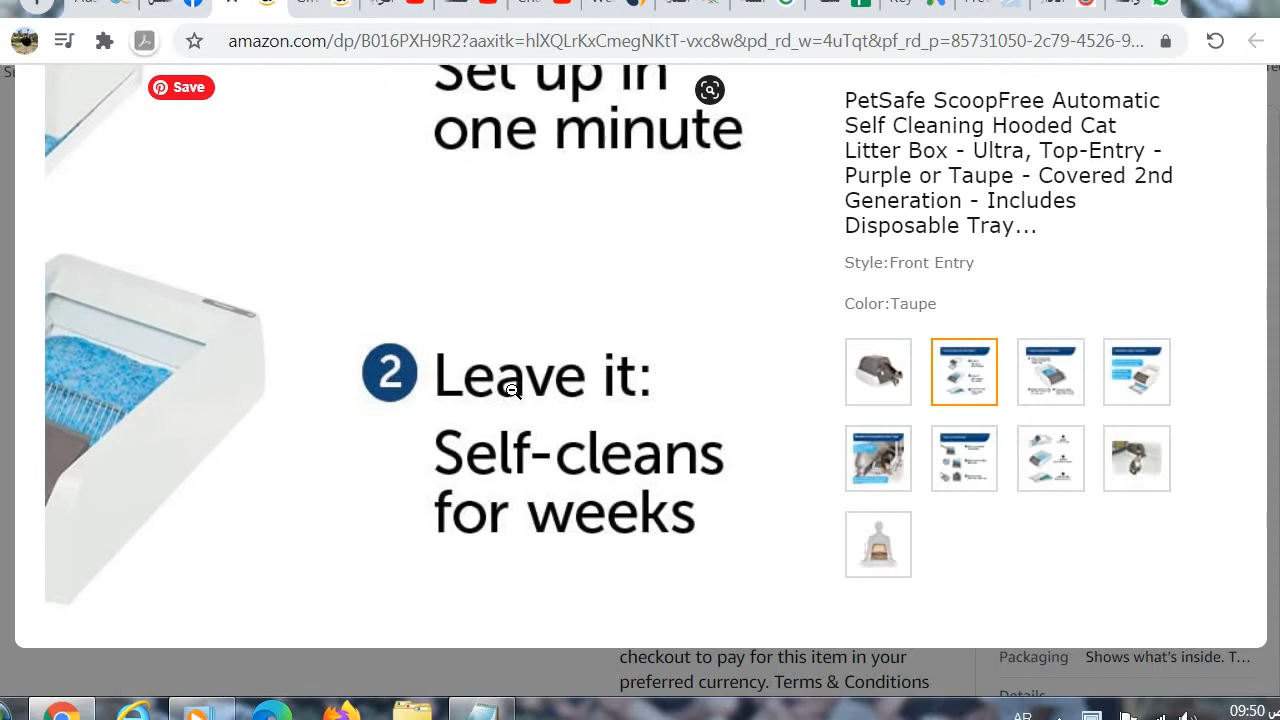 amazon.com/dp/B016PXH9R2?aaxitk=hlXQLrKxCmegNKtT-vxc8w&pd_rd_w=4uTqt&pf_rd_p=85731050-2c79-4526-9...
Save
Set up in
one minute
2 Leave it:
Self-cleans
for weeks
PetSafe ScoopFree Automatic
Self Cleaning Hooded Cat
Litter Box - Ultra, Top-Entry -
Purple or Taupe - Covered 2nd
Generation - Includes
Disposable Tray...
Style:Front Entry
Color:Taupe
checkout to pay for this item in your
preferred currency. Terms & Conditions
Packaging Shows what's inside. T...
Details
AR
09:50